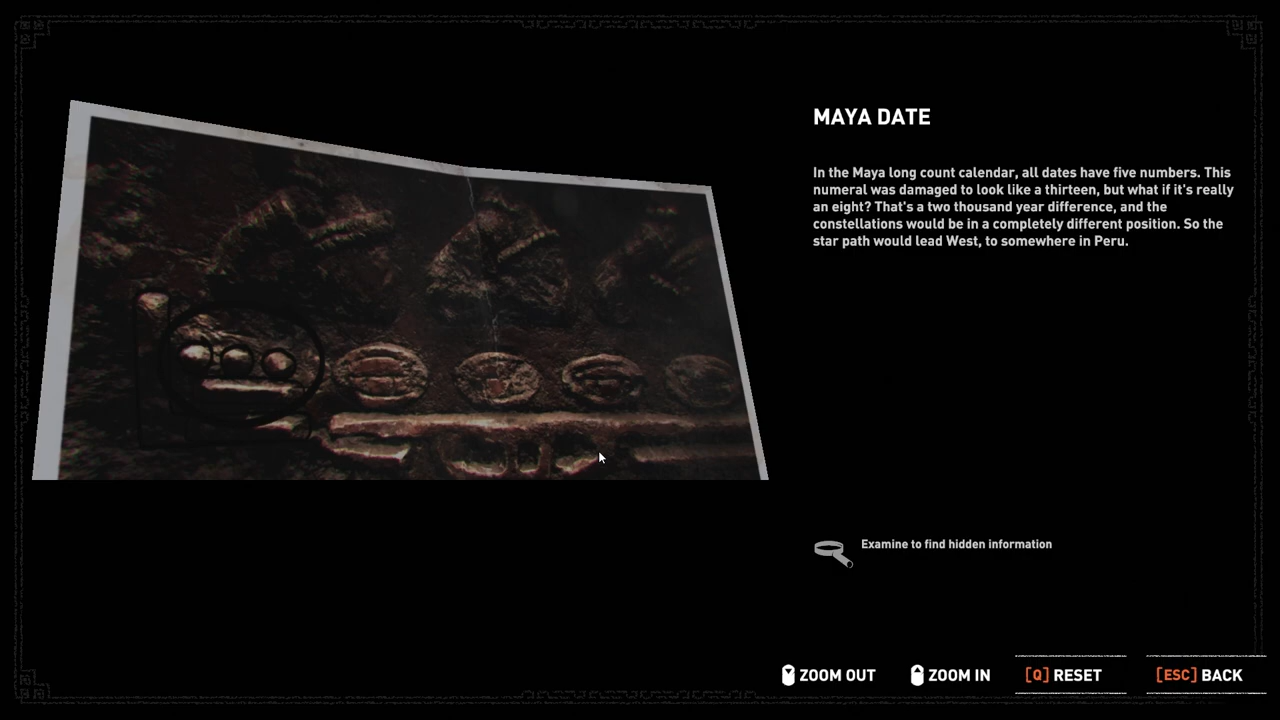 MAYA DATE
In the Maya long count calendar, all dates have five numbers. This
numeral was damaged to look like a thirteen, but what if it's really
an eight? That's a two thousand year difference, and the
constellations would be in a completely different position. So the
star path would lead West, to somewhere in Peru.
Examine to find hidden information
ZOOM OUT ZOOM IN [Q] RESET [ESC] BACK